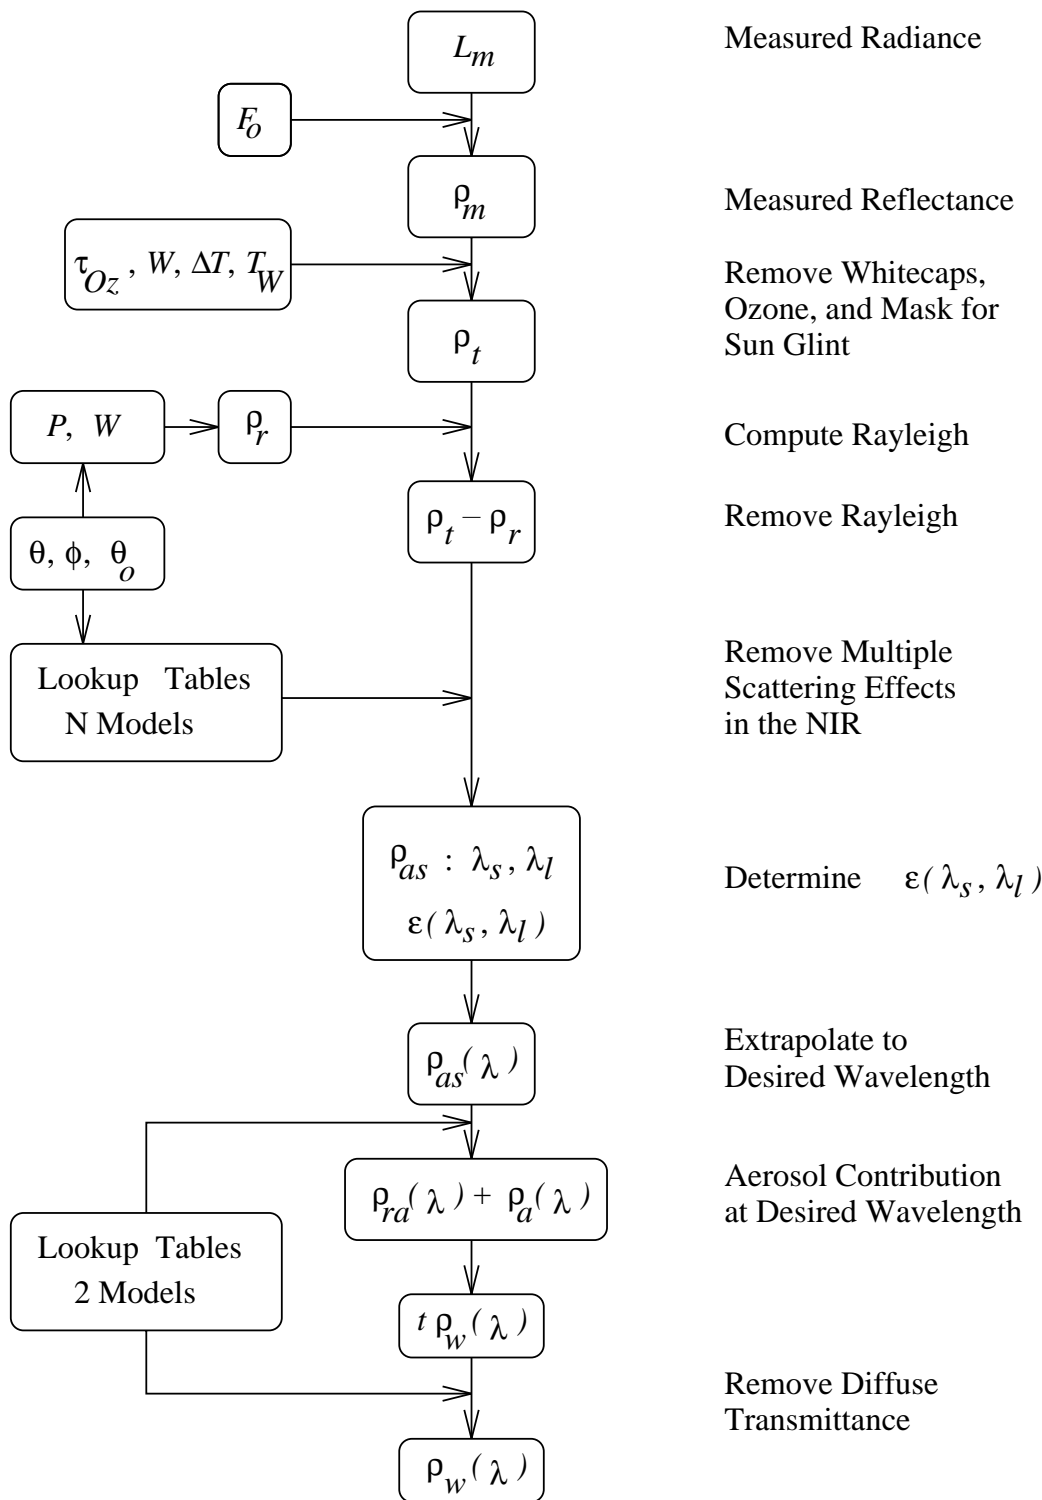 L_m Measured Radiance
F_o
ρ_m Measured Reflectance
τ_Oz , W, ΔT, T_W Remove Whitecaps,
Ozone, and Mask for
ρ_t Sun Glint
P, W ρ_r Compute Rayleigh
ρ_t – ρ_r Remove Rayleigh
θ, ϕ, θ_o
Lookup Tables Remove Multiple
N Models Scattering Effects
in the NIR
ρ_as : λ_s , λ_l
ε( λ_s , λ_l ) Determine ε( λ_s , λ_l )
ρ_as( λ ) Extrapolate to
Desired Wavelength
ρ_ra( λ ) + ρ_a( λ ) Aerosol Contribution
at Desired Wavelength
Lookup Tables
2 Models
t ρ_w( λ )
Remove Diffuse
Transmittance
ρ_w( λ )